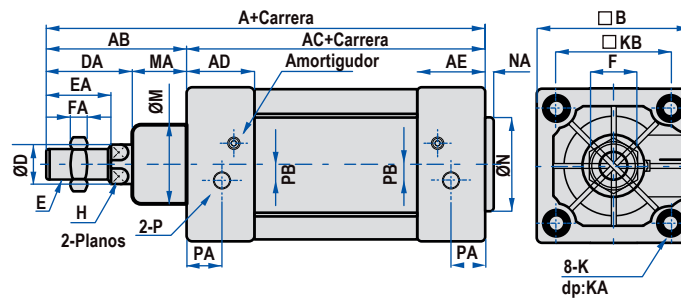 A+Carrera
□B
AB
AC+Carrera
□KB
DA
MA
AD
Amortigudor
AE
NA
F
EA
FA
ØM
ØD
PB
PB
ØN
E
H
2-P
2-Planos
PA
PA
8-K
dp:KA